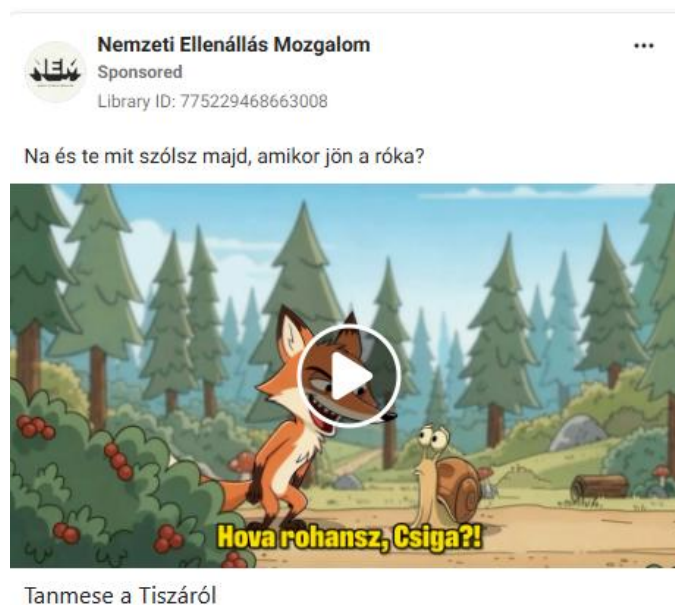 Nemzeti Ellenállás Mozgalom
Sponsored
Library ID: 775229468663008
NEM
Na és te mit szólsz majd, amikor jön a róka?
Hova rohansz, Csiga?!
Tanmese a Tiszáról